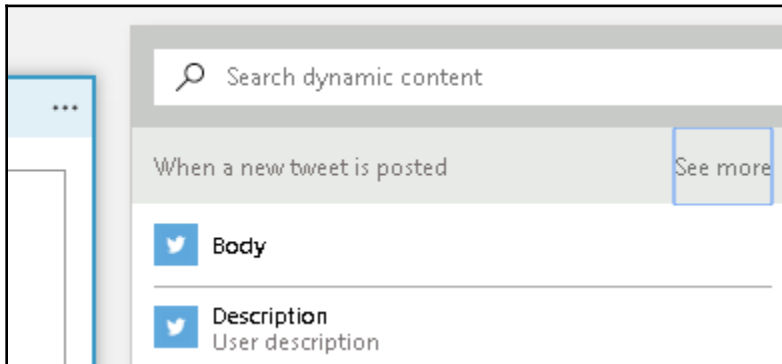 Search dynamic content
...
When a new tweet is posted See more
Body
Description
User description